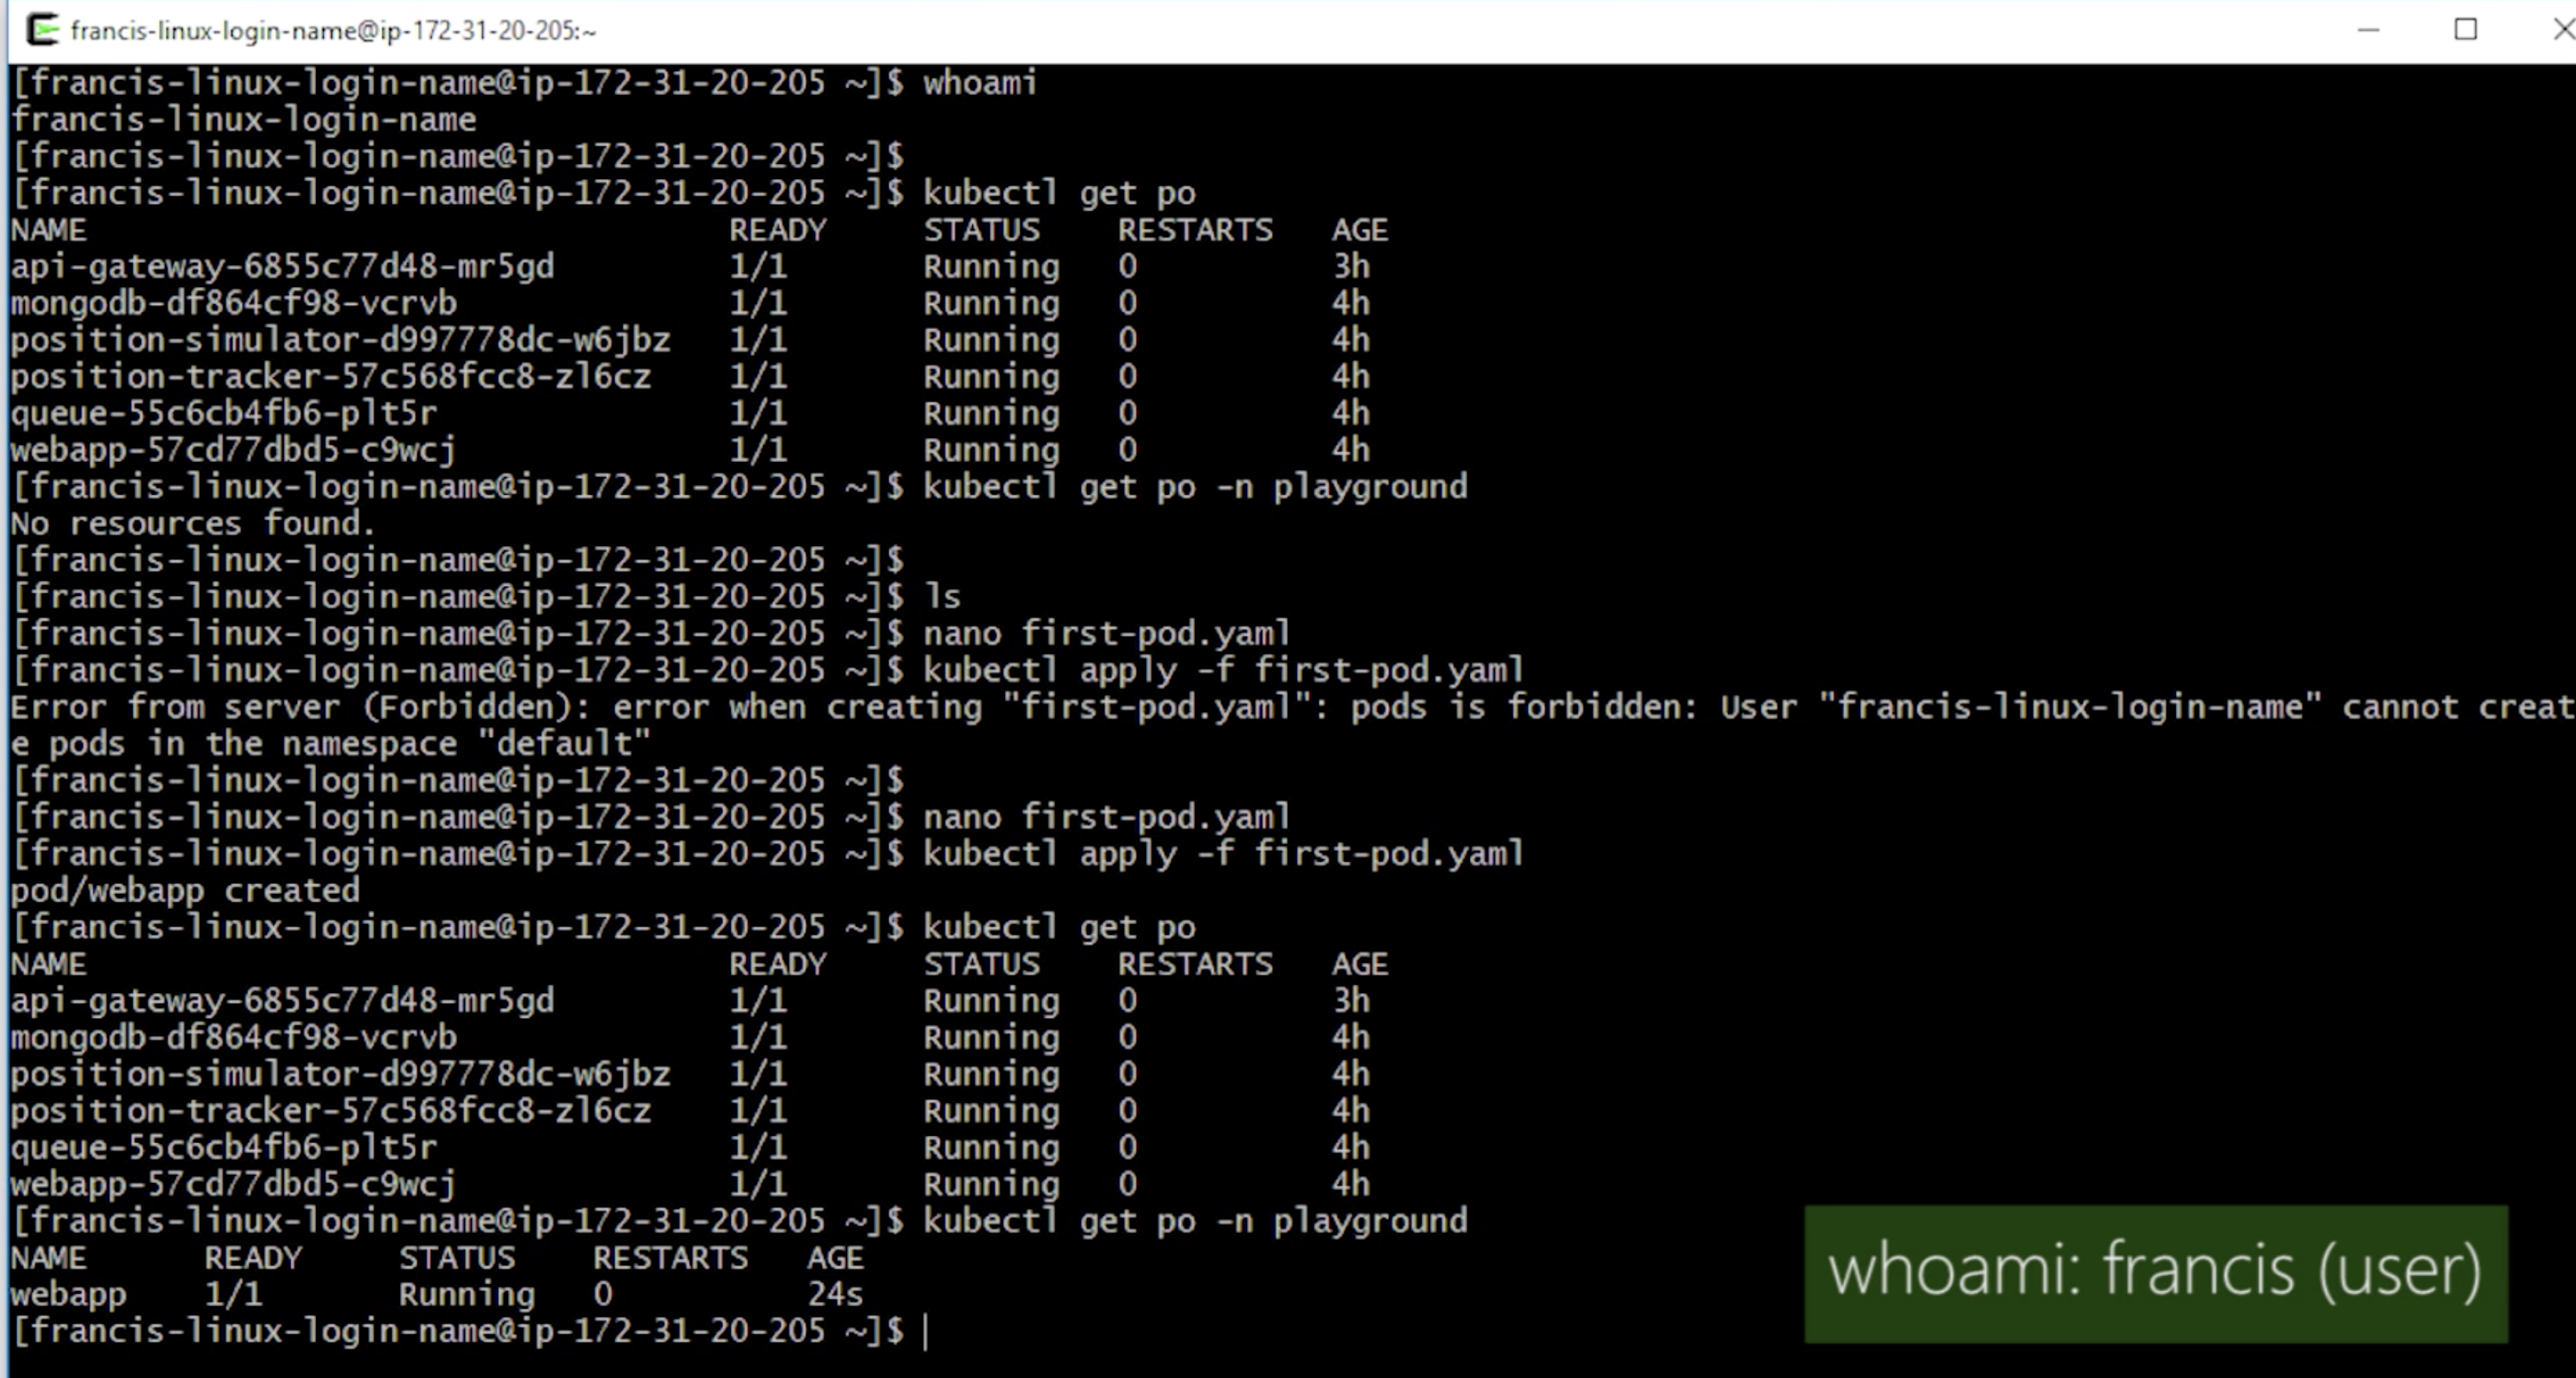 francis-linux-login-name@ip-172-31-20-205:~
[francis-linux-login-name@ip-172-31-20-205 ~]$ whoami
francis-linux-login-name
[francis-linux-login-name@ip-172-31-20-205 ~]$
[francis-linux-login-name@ip-172-31-20-205 ~]$ kubectl get po
NAME READY STATUS RESTARTS AGE
api-gateway-6855c77d48-mr5gd 1/1 Running 0 3h
mongodb-df864cf98-vcrvb 1/1 Running 0 4h
position-simulator-d997778dc-w6jbz 1/1 Running 0 4h
position-tracker-57c568fcc8-zl6cz 1/1 Running 0 4h
queue-55c6cb4fb6-plt5r 1/1 Running 0 4h
webapp-57cd77dbd5-c9wcj 1/1 Running 0 4h
[francis-linux-login-name@ip-172-31-20-205 ~]$ kubectl get po -n playground
No resources found.
[francis-linux-login-name@ip-172-31-20-205 ~]$
[francis-linux-login-name@ip-172-31-20-205 ~]$ ls
[francis-linux-login-name@ip-172-31-20-205 ~]$ nano first-pod.yaml
[francis-linux-login-name@ip-172-31-20-205 ~]$ kubectl apply -f first-pod.yaml
Error from server (Forbidden): error when creating "first-pod.yaml": pods is forbidden: User "francis-linux-login-name" cannot creat
e pods in the namespace "default"
[francis-linux-login-name@ip-172-31-20-205 ~]$
[francis-linux-login-name@ip-172-31-20-205 ~]$ nano first-pod.yaml
[francis-linux-login-name@ip-172-31-20-205 ~]$ kubectl apply -f first-pod.yaml
pod/webapp created
[francis-linux-login-name@ip-172-31-20-205 ~]$ kubectl get po
NAME READY STATUS RESTARTS AGE
api-gateway-6855c77d48-mr5gd 1/1 Running 0 3h
mongodb-df864cf98-vcrvb 1/1 Running 0 4h
position-simulator-d997778dc-w6jbz 1/1 Running 0 4h
position-tracker-57c568fcc8-zl6cz 1/1 Running 0 4h
queue-55c6cb4fb6-plt5r 1/1 Running 0 4h
webapp-57cd77dbd5-c9wcj 1/1 Running 0 4h
[francis-linux-login-name@ip-172-31-20-205 ~]$ kubectl get po -n playground
NAME READY STATUS RESTARTS AGE
webapp 1/1 Running 0 24s
[francis-linux-login-name@ip-172-31-20-205 ~]$
whoami: francis (user)